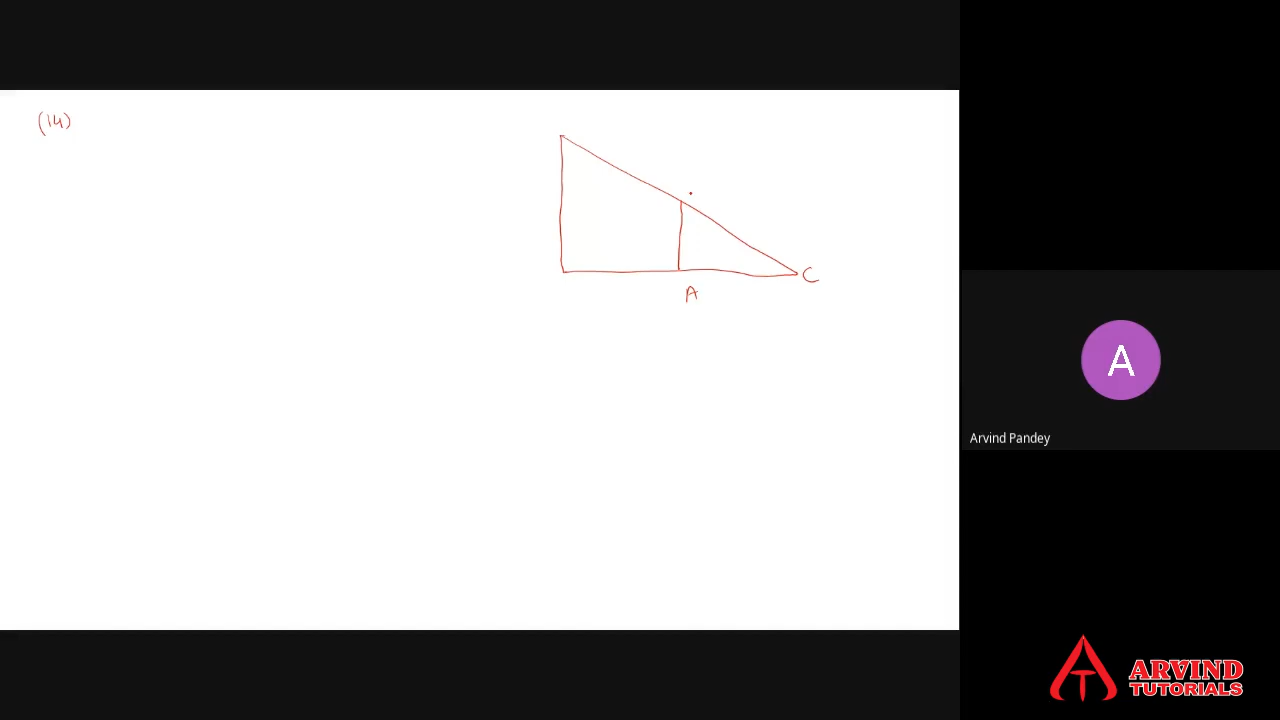 (14)
C
A
A
Arvind Pandey
ARVIND
TUTORIALS